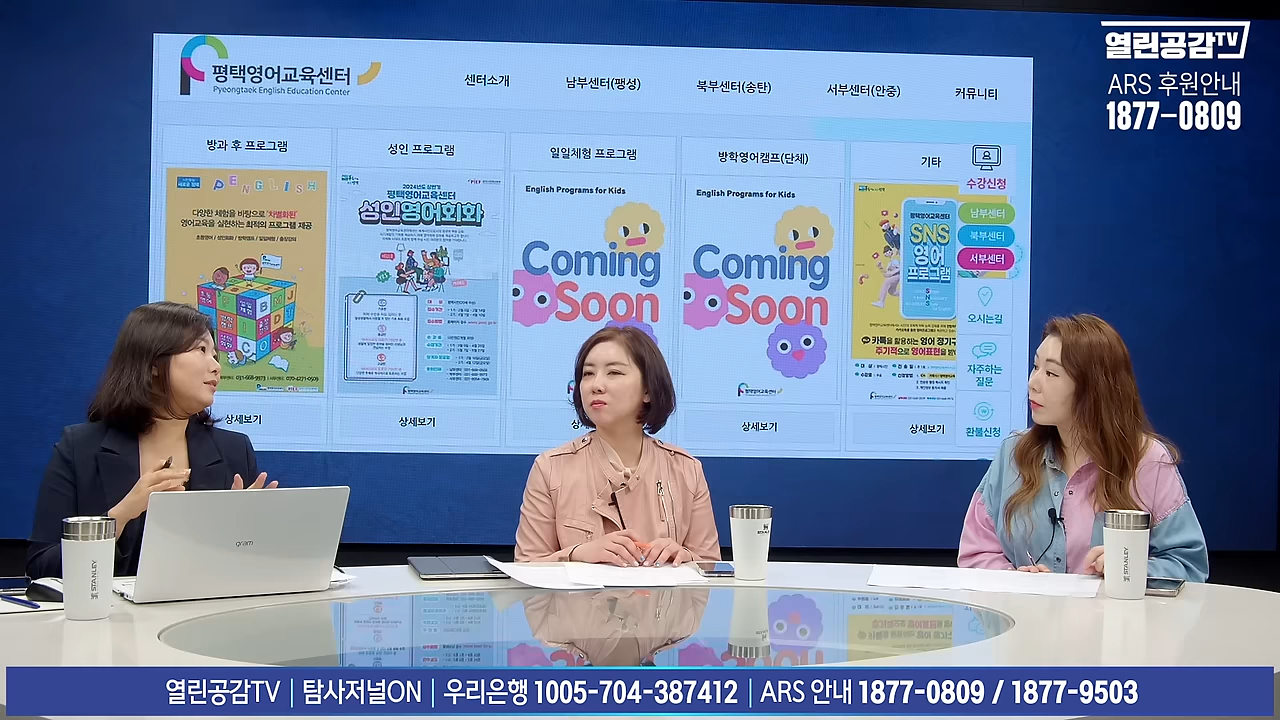 열린공감TV
ARS 후원안내
1877-0809
평택영어교육센터
Pyeongtaek English Education Center
센터소개
남부센터(팽성)
북부센터(송탄)
서부센터(안중)
커뮤니티
방과 후 프로그램
성인 프로그램
일일체험 프로그램
방학영어캠프(단체)
기타
수강신청
남부센터
북부센터
서부센터
오시는길
자주하는
질문
환불신청
PENGLISH
다양한 체험을 바탕으로 '차별화된'
영어교육을 실현하는 최적의 프로그램 제공
2024년도 상반기
평택영어교육센터
성인영어회화
English Programs for Kids
Coming
Soon
English Programs for Kids
Coming
Soon
평택영어교육센터
평택영어교육센터
SNS
영어
프로그램
카톡을 활용하는 영어 정기구
주기적으로 영어표현을 받
상세보기
상세보기
상세보기
상세보기
gram
STANLEY
STANLEY
열린공감TV | 탐사저널ON | 우리은행 1005-704-387412 | ARS 안내 1877-0809 / 1877-9503